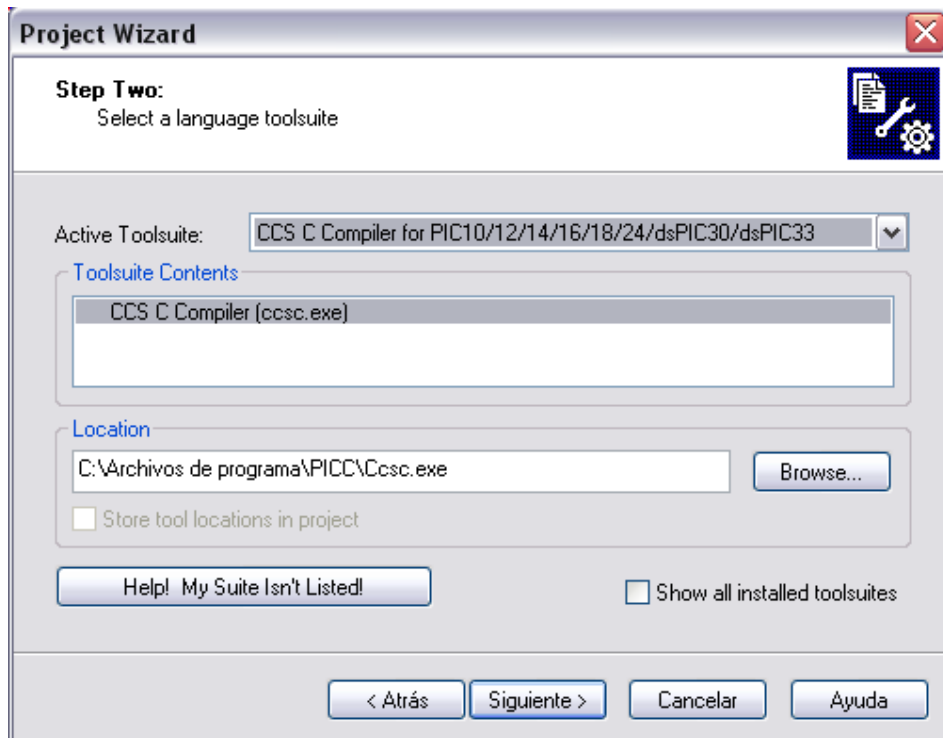 Project Wizard
Step Two:
Select a language toolsuite
Active Toolsuite: CCS C Compiler for PIC10/12/14/16/18/24/dsPIC30/dsPIC33
Toolsuite Contents
CCS C Compiler (ccsc.exe)
Location
C:\Archivos de programa\PICC\Ccsc.exe Browse...
Store tool locations in project
Help! My Suite Isn't Listed! Show all installed toolsuites
< Atrás Siguiente > Cancelar Ayuda